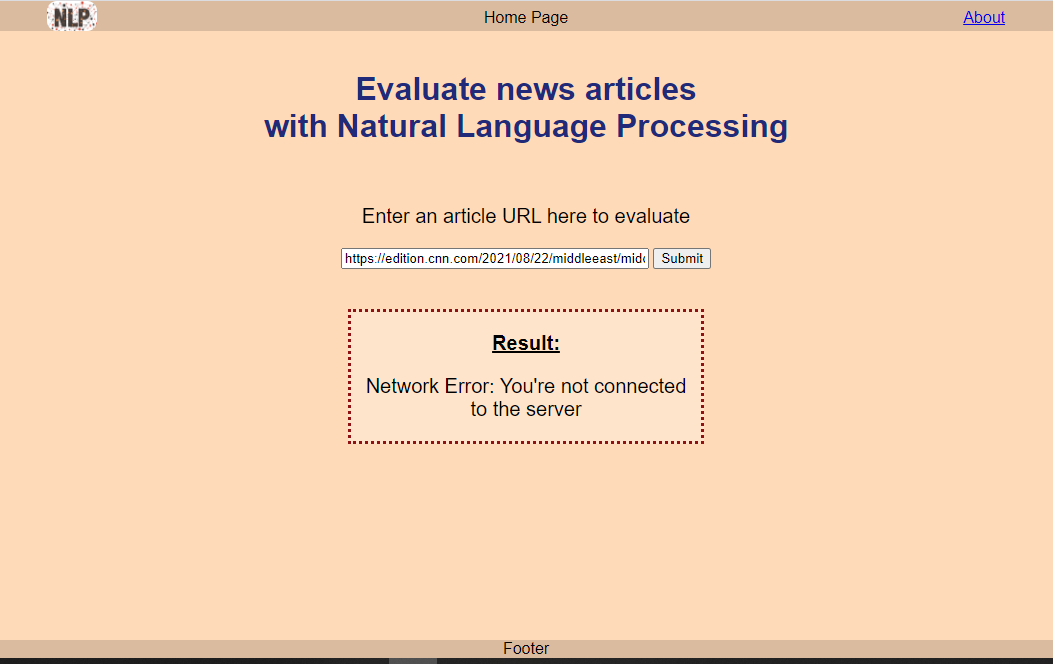 NLP
Home Page
About
Evaluate news articles
with Natural Language Processing
Enter an article URL here to evaluate
https://edition.cnn.com/2021/08/22/middleeast/mid
Submit
Result:
Network Error: You're not connected
to the server
Footer